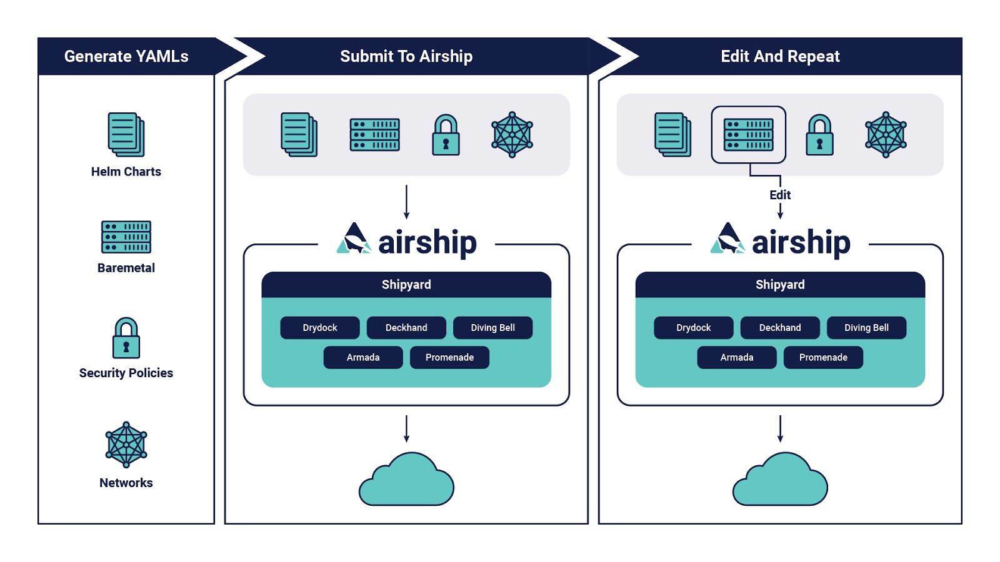 Generate YAMLs
Submit To Airship
Edit And Repeat
Helm Charts
Baremetal
Security Policies
Networks
airship
Shipyard
Drydock
Deckhand
Diving Bell
Armada
Promenade
Edit
airship
Shipyard
Drydock
Deckhand
Diving Bell
Armada
Promenade